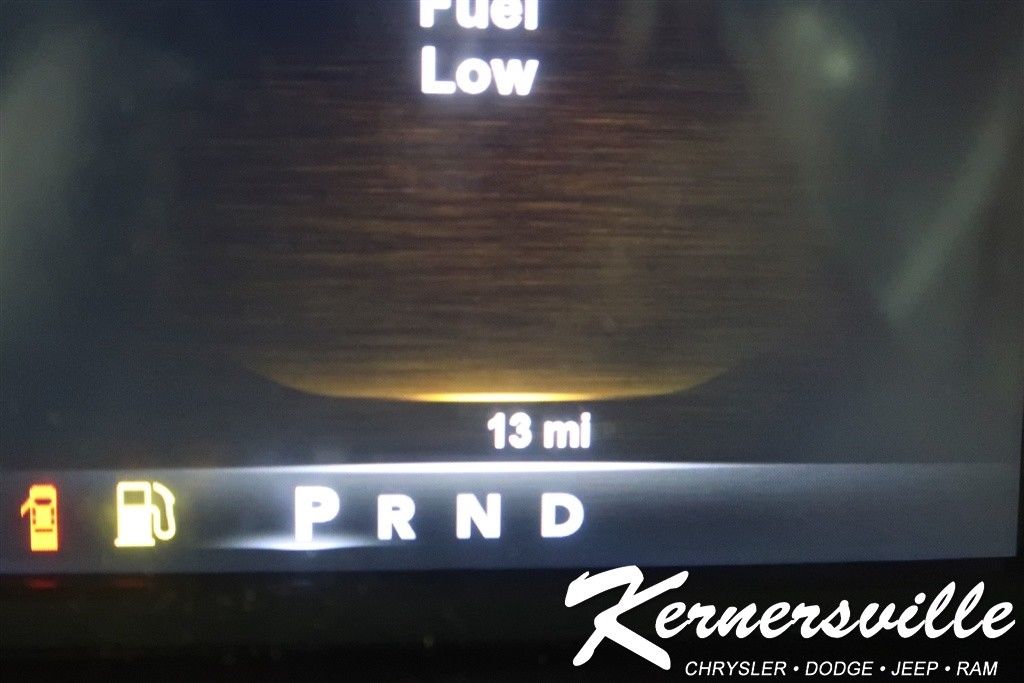 Fuel
Low
13 mi
P R N D
Kernersville
CHRYSLER • DODGE • JEEP • RAM